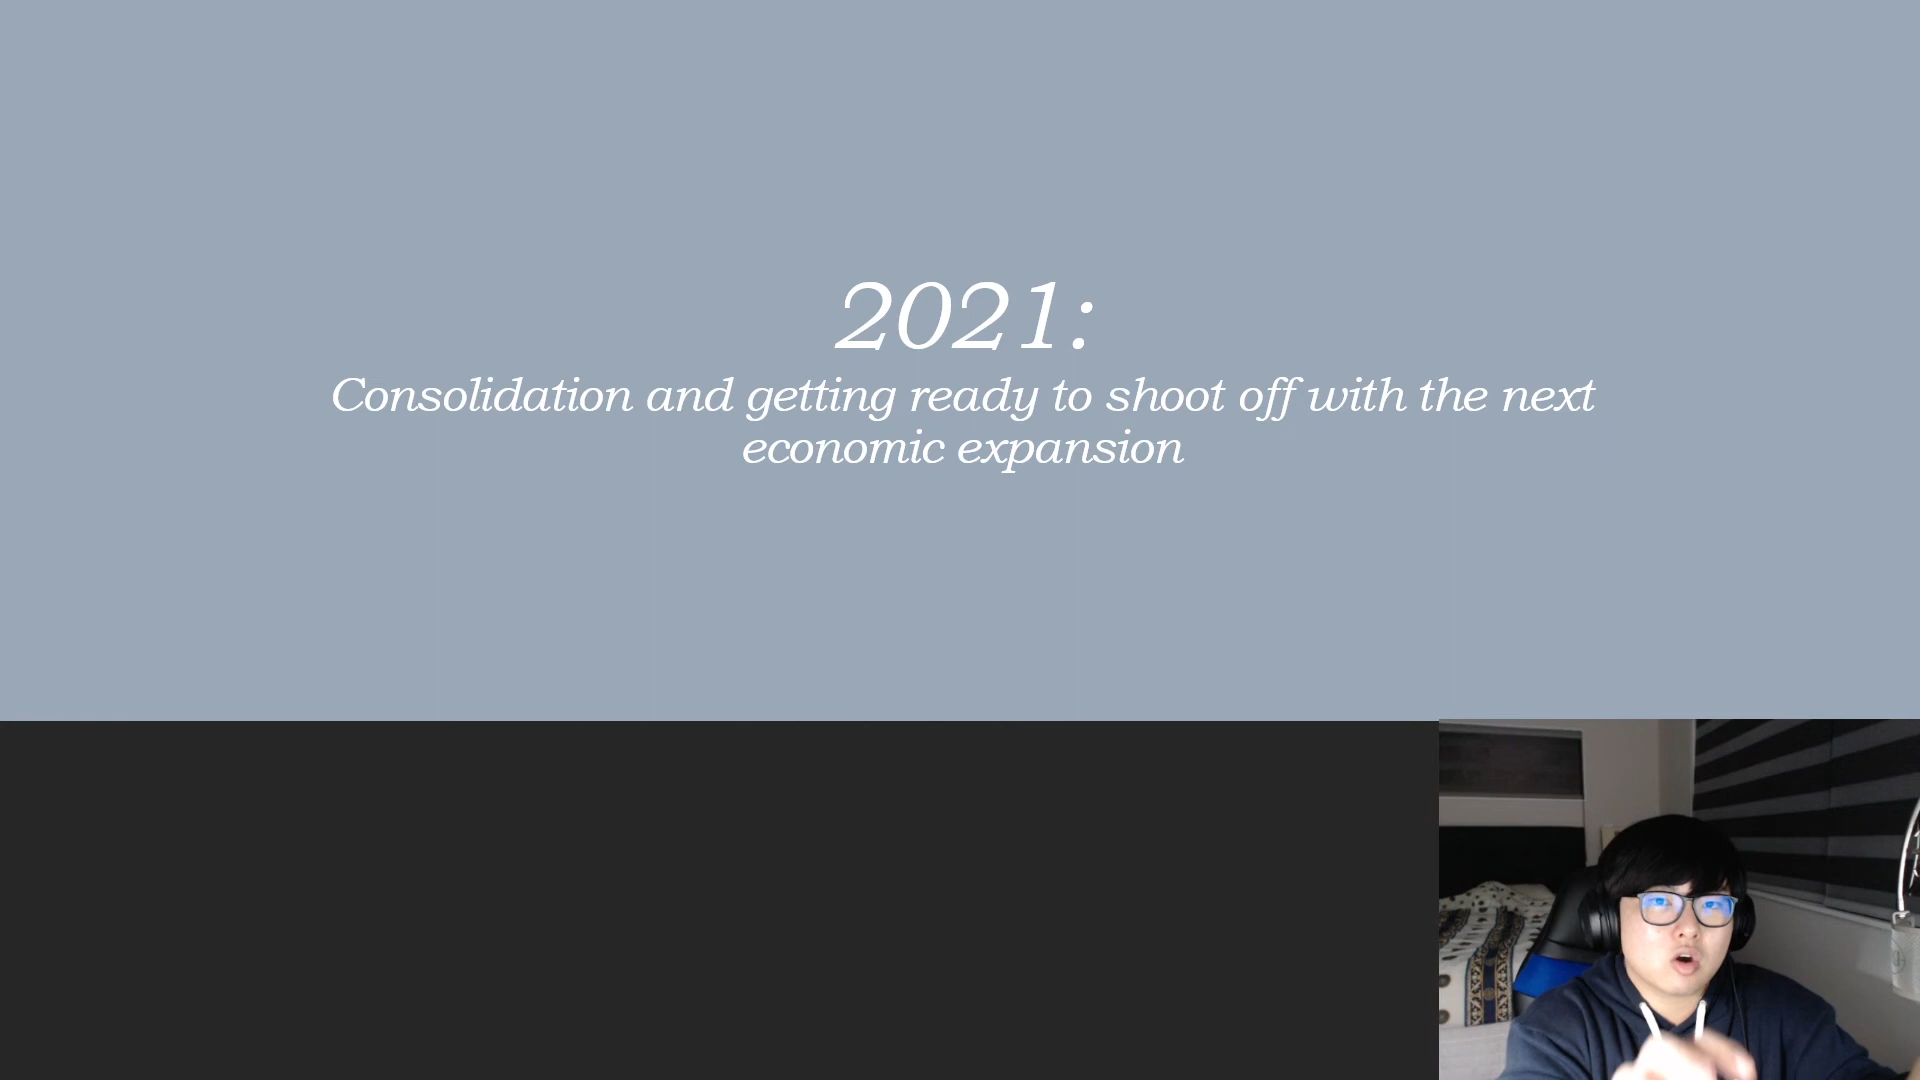 2021:
Consolidation and getting ready to shoot off with the next
economic expansion